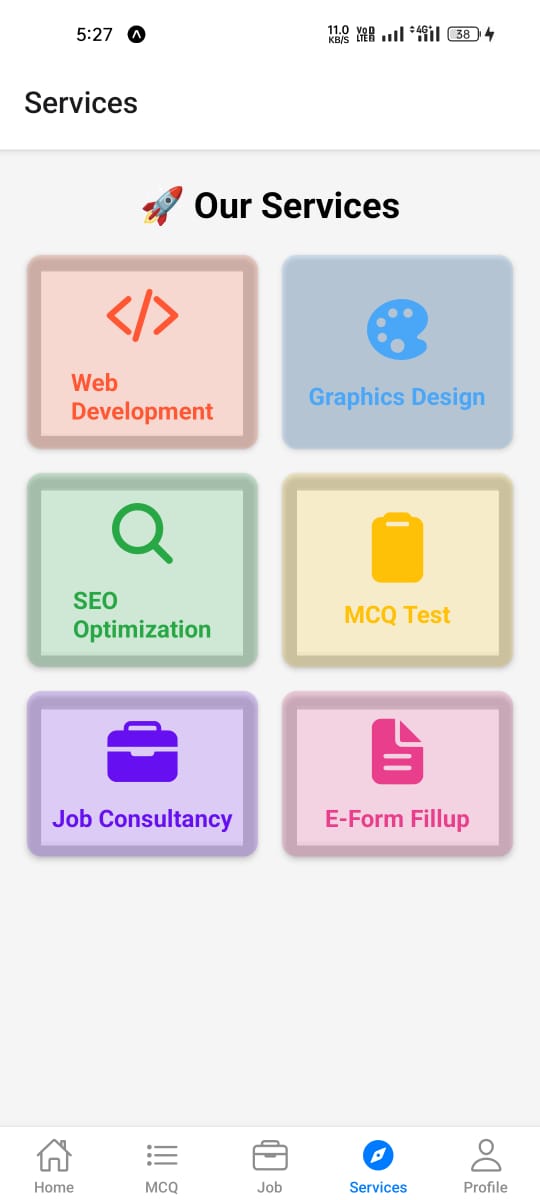 5:27
11.0 KB/S VoD LTE 4G+ 38
Services
🚀 Our Services
Web
Development
Graphics Design
SEO
Optimization
MCQ Test
Job Consultancy
E-Form Fillup
Home MCQ Job Services Profile